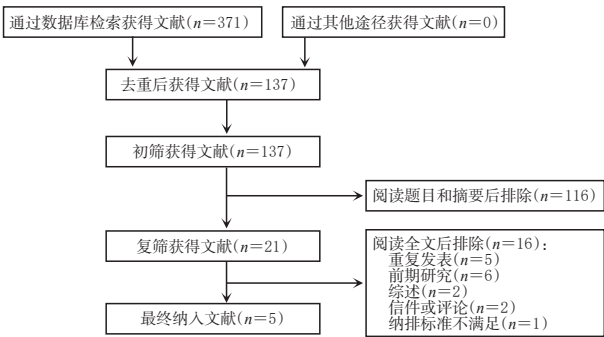 通过数据库检索获得文献(n=371)
通过其他途径获得文献(n=0)
去重后获得文献(n=137)
初筛获得文献(n=137)
阅读题目和摘要后排除(n=116)
复筛获得文献(n=21)
阅读全文后排除(n=16):
重复发表(n=5)
前期研究(n=6)
综述(n=2)
信件或评论(n=2)
纳排标准不满足(n=1)
最终纳入文献(n=5)